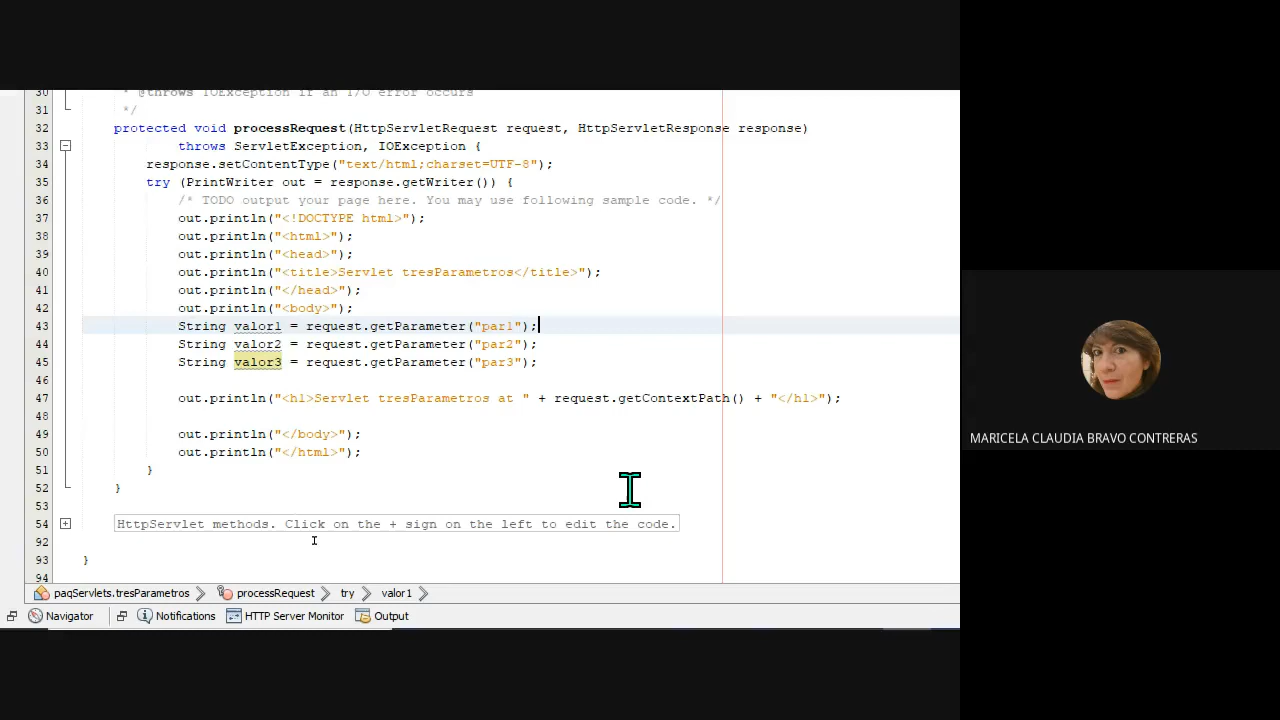 30 * @throws IOException if an I/O error occurs
31 */
32 protected void processRequest(HttpServletRequest request, HttpServletResponse response)
33 throws ServletException, IOException {
34 response.setContentType("text/html;charset=UTF-8");
35 try (PrintWriter out = response.getWriter()) {
36 /* TODO output your page here. You may use following sample code. */
37 out.println("<!DOCTYPE html>");
38 out.println("<html>");
39 out.println("<head>");
40 out.println("<title>Servlet tresParametros</title>");
41 out.println("</head>");
42 out.println("<body>");
43 String valor1 = request.getParameter("par1");
44 String valor2 = request.getParameter("par2");
45 String valor3 = request.getParameter("par3");
46
47 out.println("<h1>Servlet tresParametros at " + request.getContextPath() + "</h1>");
48
49 out.println("</body>");
50 out.println("</html>");
51 }
52 }
53
54 HttpServlet methods. Click on the + sign on the left to edit the code.
92
93 }
94
paqServlets.tresParametros processRequest try valor1
Navigator Notifications HTTP Server Monitor Output
MARICELA CLAUDIA BRAVO CONTRERAS